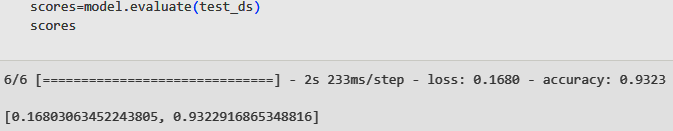 scores=model.evaluate(test_ds)
scores
6/6 [==============================] - 2s 233ms/step - loss: 0.1680 - accuracy: 0.9323
[0.16803063452243805, 0.9322916865348816]